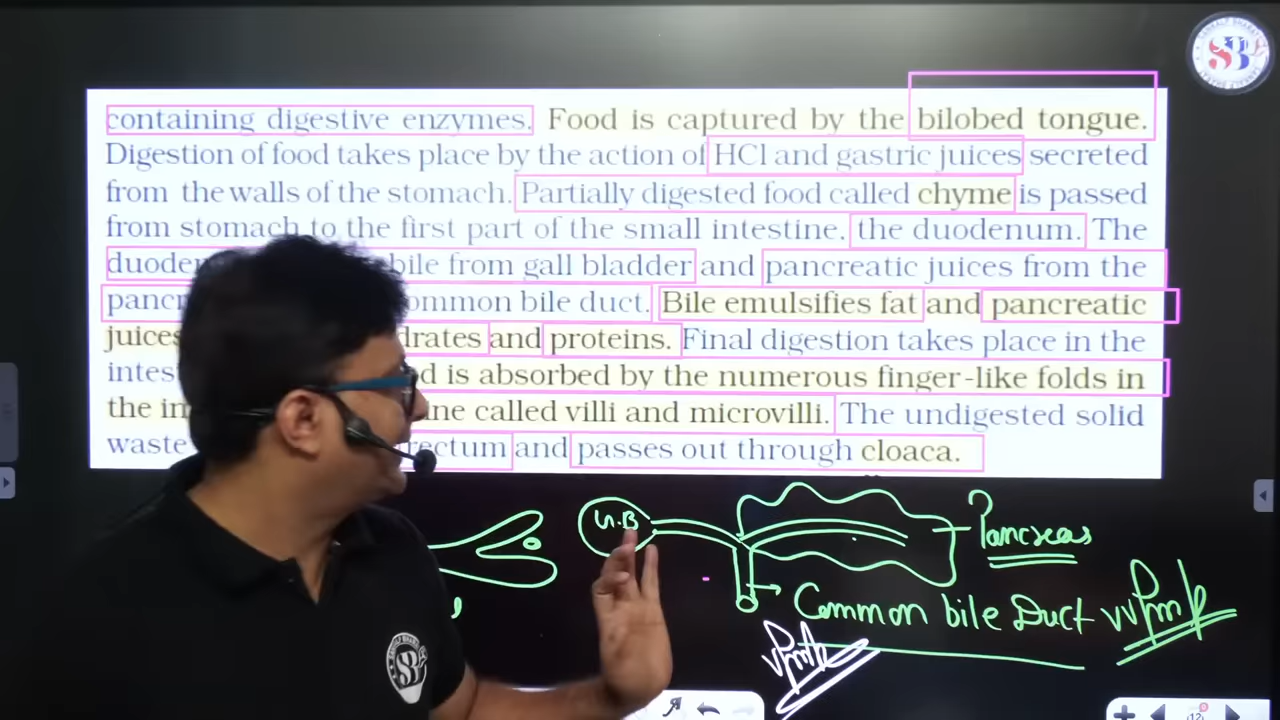 containing digestive enzymes. Food is captured by the bilobed tongue.
Digestion of food takes place by the action of HCl and gastric juices secreted
from the walls of the stomach. Partially digested food called chyme is passed
from stomach to the first part of the small intestine, the duodenum. The
bile from gall bladder and pancreatic juices from the
common bile duct. Bile emulsifies fat and pancreatic
juices and proteins. Final digestion takes place in the
is absorbed by the numerous finger-like folds in
the called villi and microvilli. The undigested solid
waste rectum and passes out through cloaca.
G.B
Pancreas
Common bile Duct
SB
SB